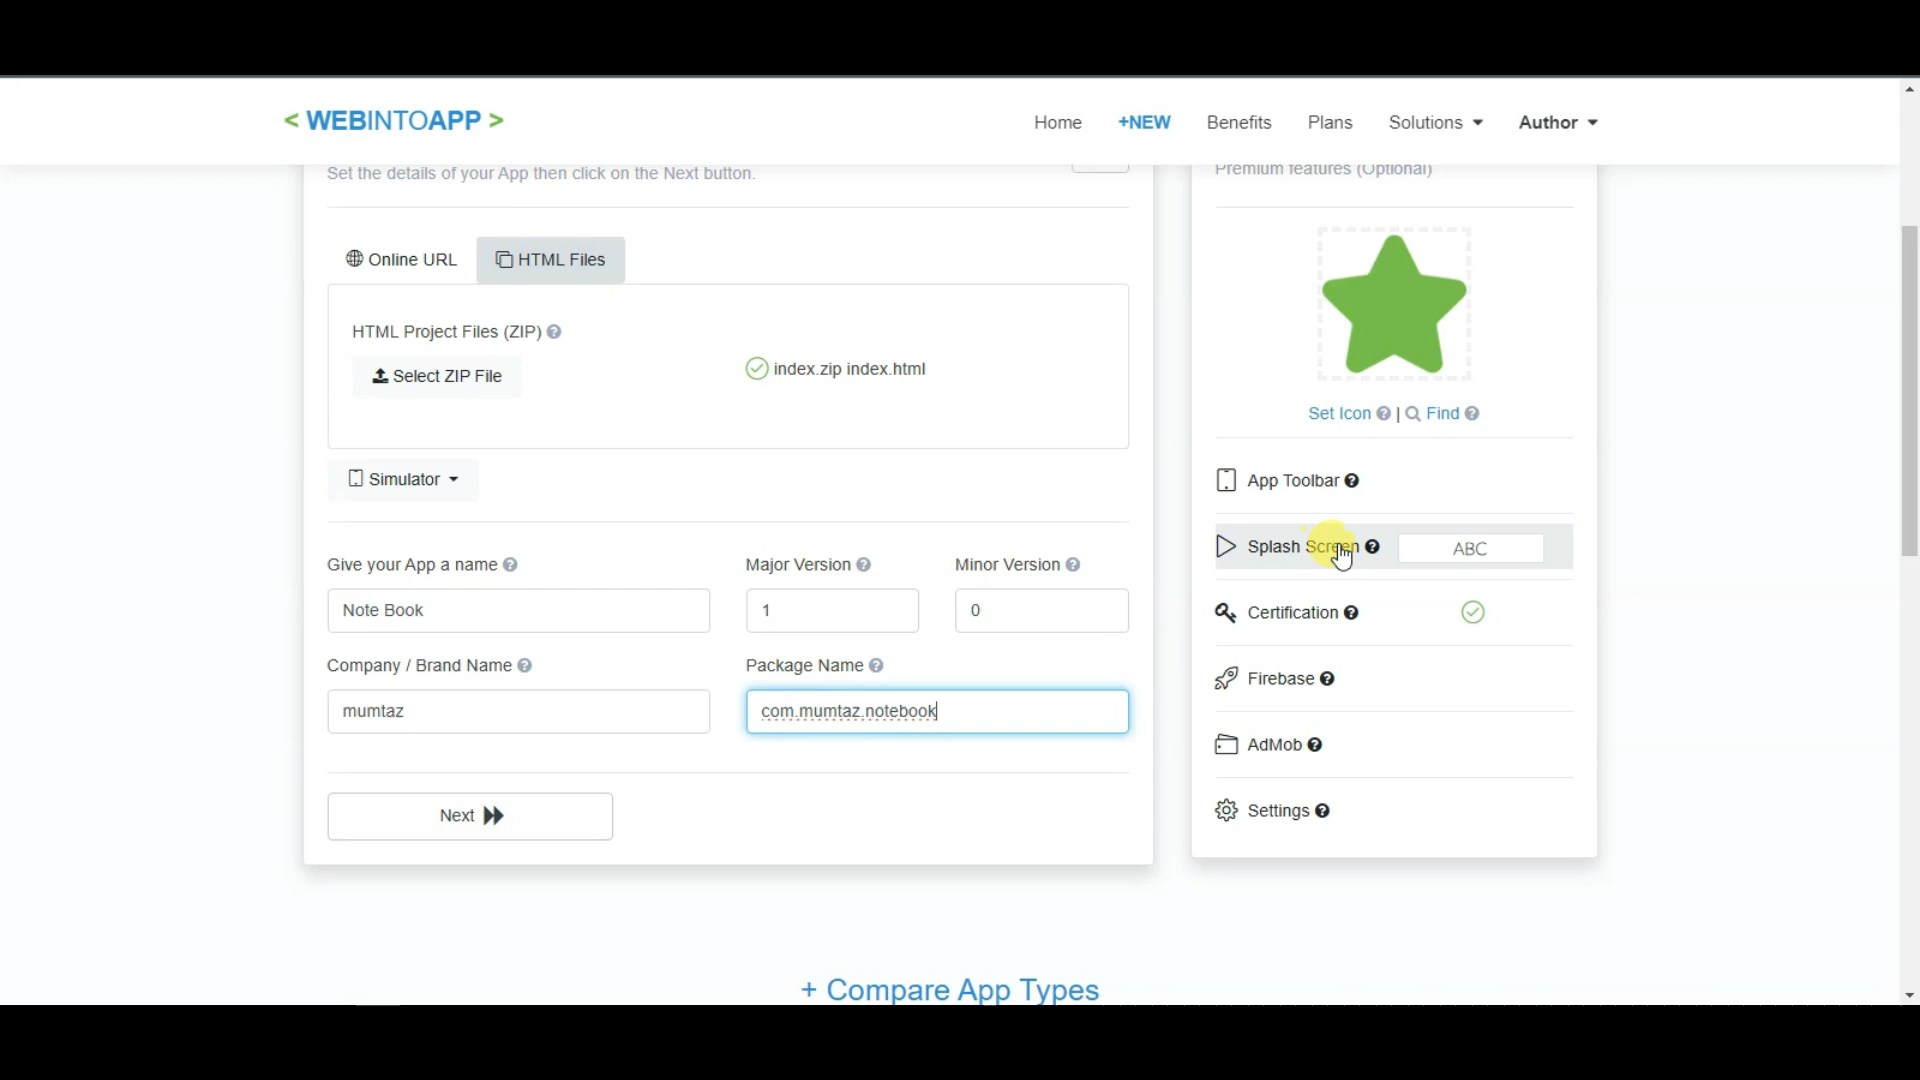 < WEBINTOAPP >
Home
+NEW
Benefits
Plans
Solutions
Author
Set the details of your App then click on the Next button.
Premium features (Optional)
Online URL
HTML Files
HTML Project Files (ZIP)
Select ZIP File
index.zip index.html
Simulator
Give your App a name
Major Version
Minor Version
Note Book
1
0
Company / Brand Name
Package Name
mumtaz
com.mumtaz.notebook
Next
Set Icon | Find
App Toolbar
Splash Screen
ABC
Certification
Firebase
AdMob
Settings
+ Compare App Types